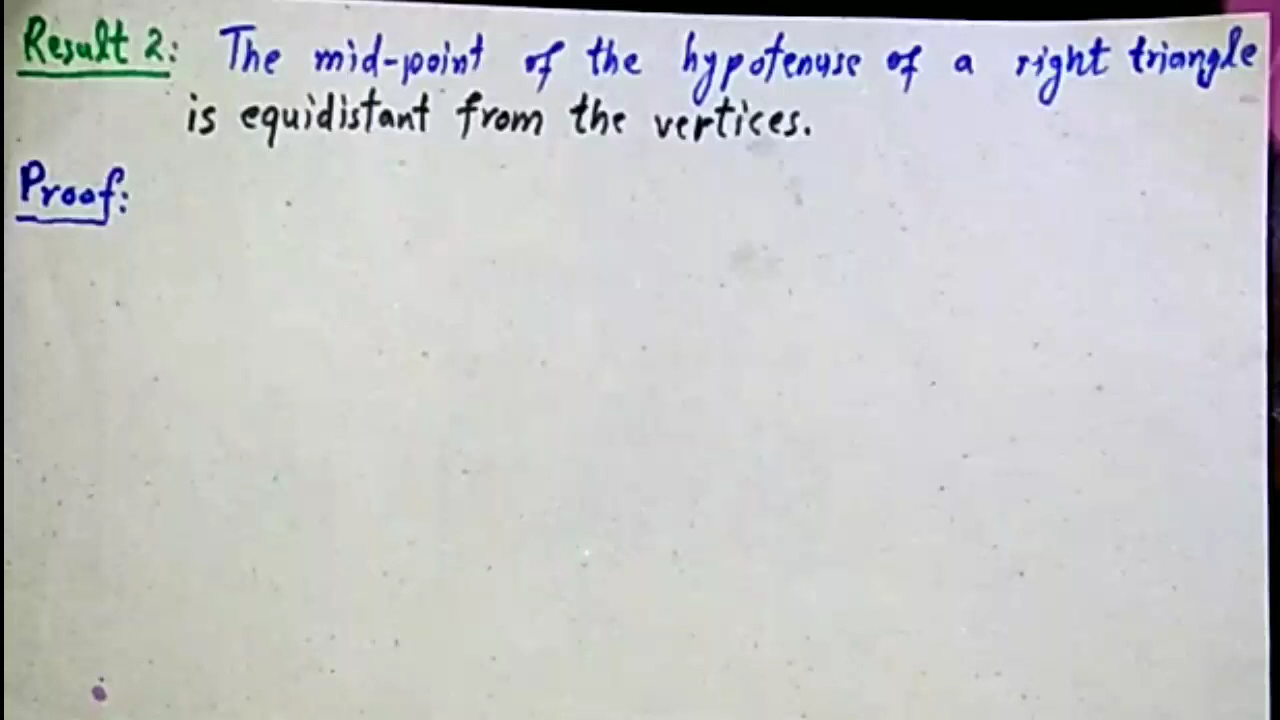 Result 2: The mid-point of the hypotenuse of a right triangle
is equidistant from the vertices.
Proof: